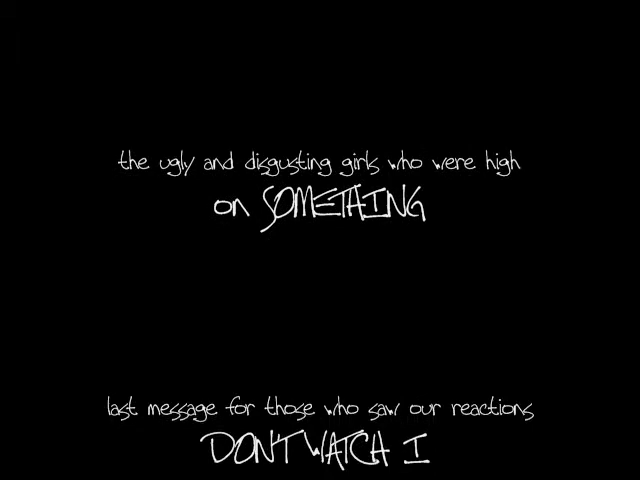 the ugly and disgusting girls who were high
on SOMETHING
last message for those who saw our reactions
DON'T WATCH I